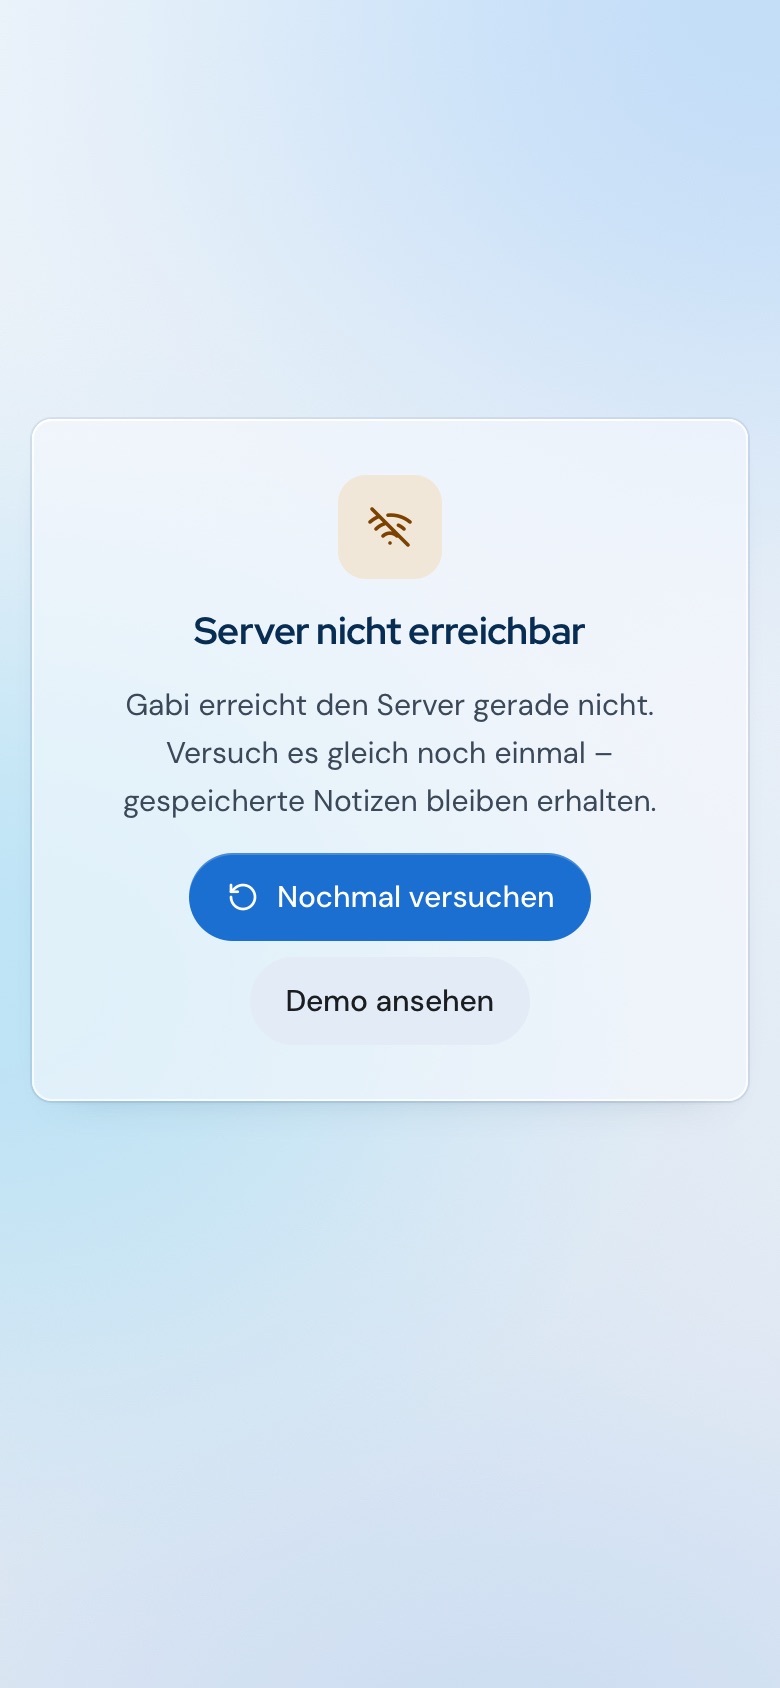 Server nicht erreichbar
Gabi erreicht den Server gerade nicht.
Versuch es gleich noch einmal –
gespeicherte Notizen bleiben erhalten.
Nochmal versuchen
Demo ansehen